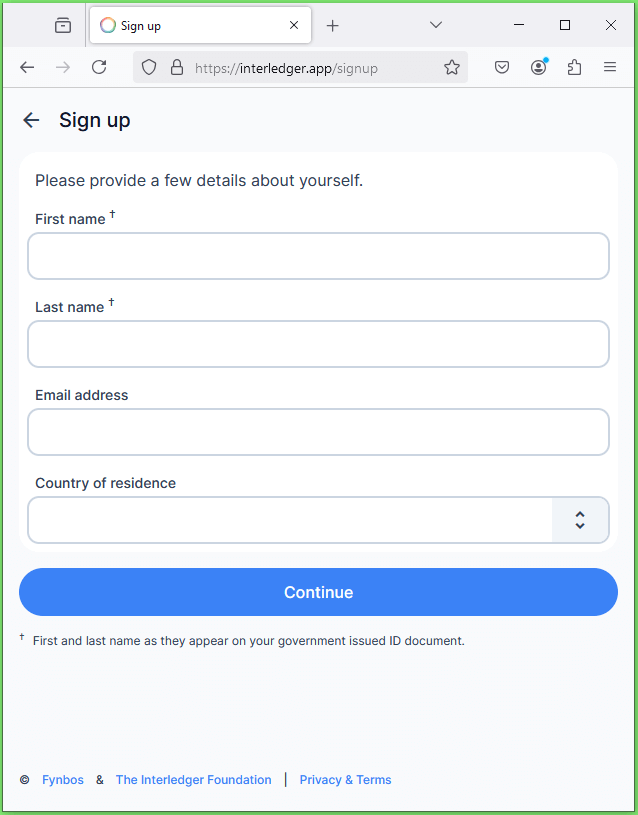 Sign up
https://interledger.app/signup
Sign up
Please provide a few details about yourself.
First name †
Last name †
Email address
Country of residence
Continue
† First and last name as they appear on your government issued ID document.
© Fynbos & The Interledger Foundation | Privacy & Terms